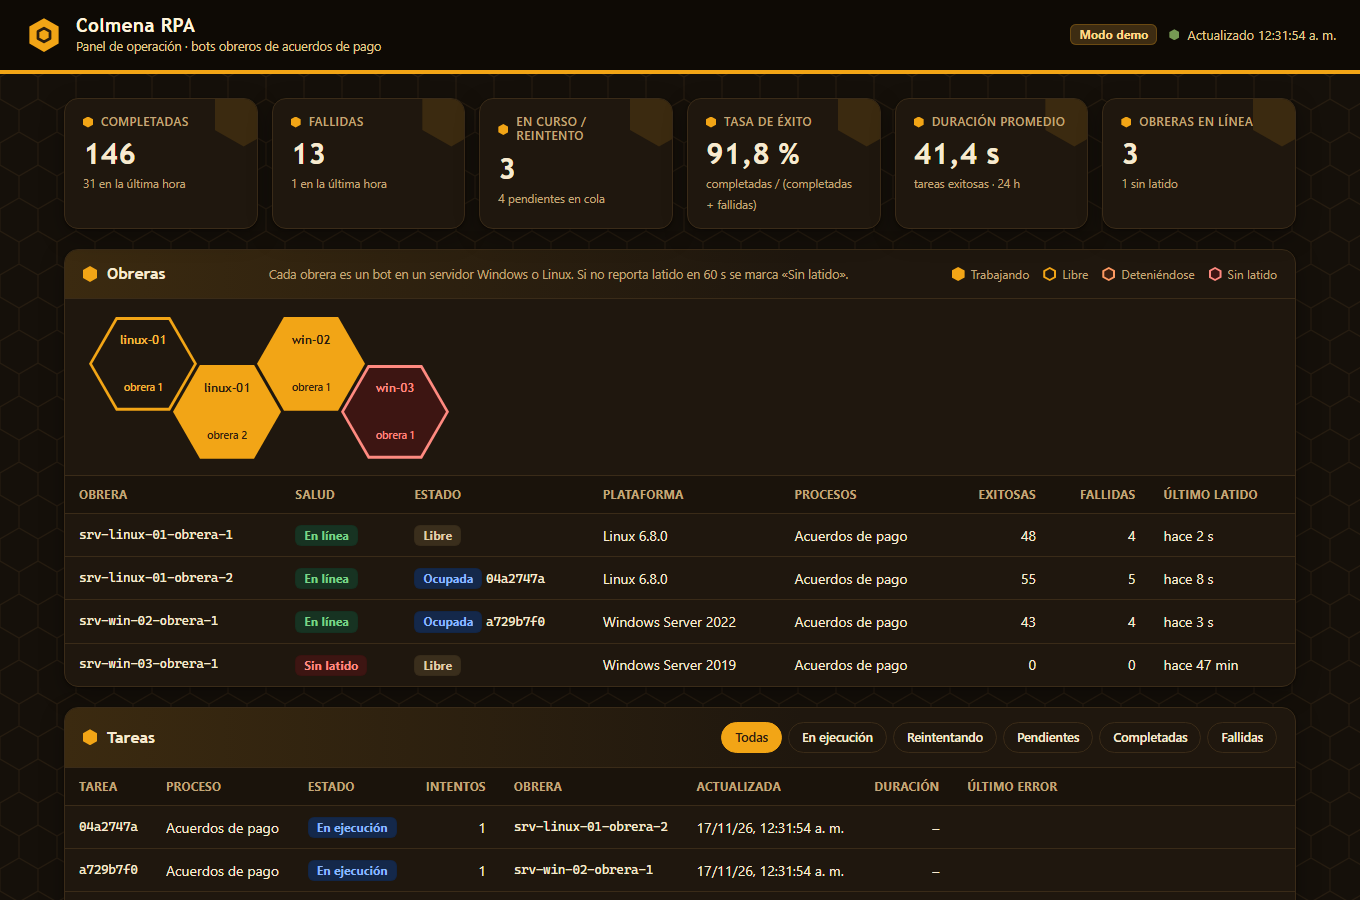 Colmena RPA
Panel de operación · bots obreros de acuerdos de pago
Modo demo
Actualizado 12:31:54 a. m.
COMPLETADAS
146
31 en la última hora
FALLIDAS
13
1 en la última hora
EN CURSO /
REINTENTO
3
4 pendientes en cola
TASA DE ÉXITO
91,8 %
completadas / (completadas
+ fallidas)
DURACIÓN PROMEDIO
41,4 s
tareas exitosas · 24 h
OBRERAS EN LÍNEA
3
1 sin latido
Obreras
Cada obrera es un bot en un servidor Windows o Linux. Si no reporta latido en 60 s se marca «Sin latido».
Trabajando
Libre
Deteniéndose
Sin latido
linux-01
obrera 1
linux-01
obrera 2
win-02
obrera 1
win-03
obrera 1
OBRERA SALUD ESTADO PLATAFORMA PROCESOS EXITOSAS FALLIDAS ÚLTIMO LATIDO
srv-linux-01-obrera-1 En línea Libre Linux 6.8.0 Acuerdos de pago 48 4 hace 2 s
srv-linux-01-obrera-2 En línea Ocupada 04a2747a Linux 6.8.0 Acuerdos de pago 55 5 hace 8 s
srv-win-02-obrera-1 En línea Ocupada a729b7f0 Windows Server 2022 Acuerdos de pago 43 4 hace 3 s
srv-win-03-obrera-1 Sin latido Libre Windows Server 2019 Acuerdos de pago 0 0 hace 47 min
Tareas
Todas
En ejecución
Reintentando
Pendientes
Completadas
Fallidas
TAREA PROCESO ESTADO INTENTOS OBRERA ACTUALIZADA DURACIÓN ÚLTIMO ERROR
04a2747a Acuerdos de pago En ejecución 1 srv-linux-01-obrera-2 17/11/26, 12:31:54 a. m. –
a729b7f0 Acuerdos de pago En ejecución 1 srv-win-02-obrera-1 17/11/26, 12:31:54 a. m. –